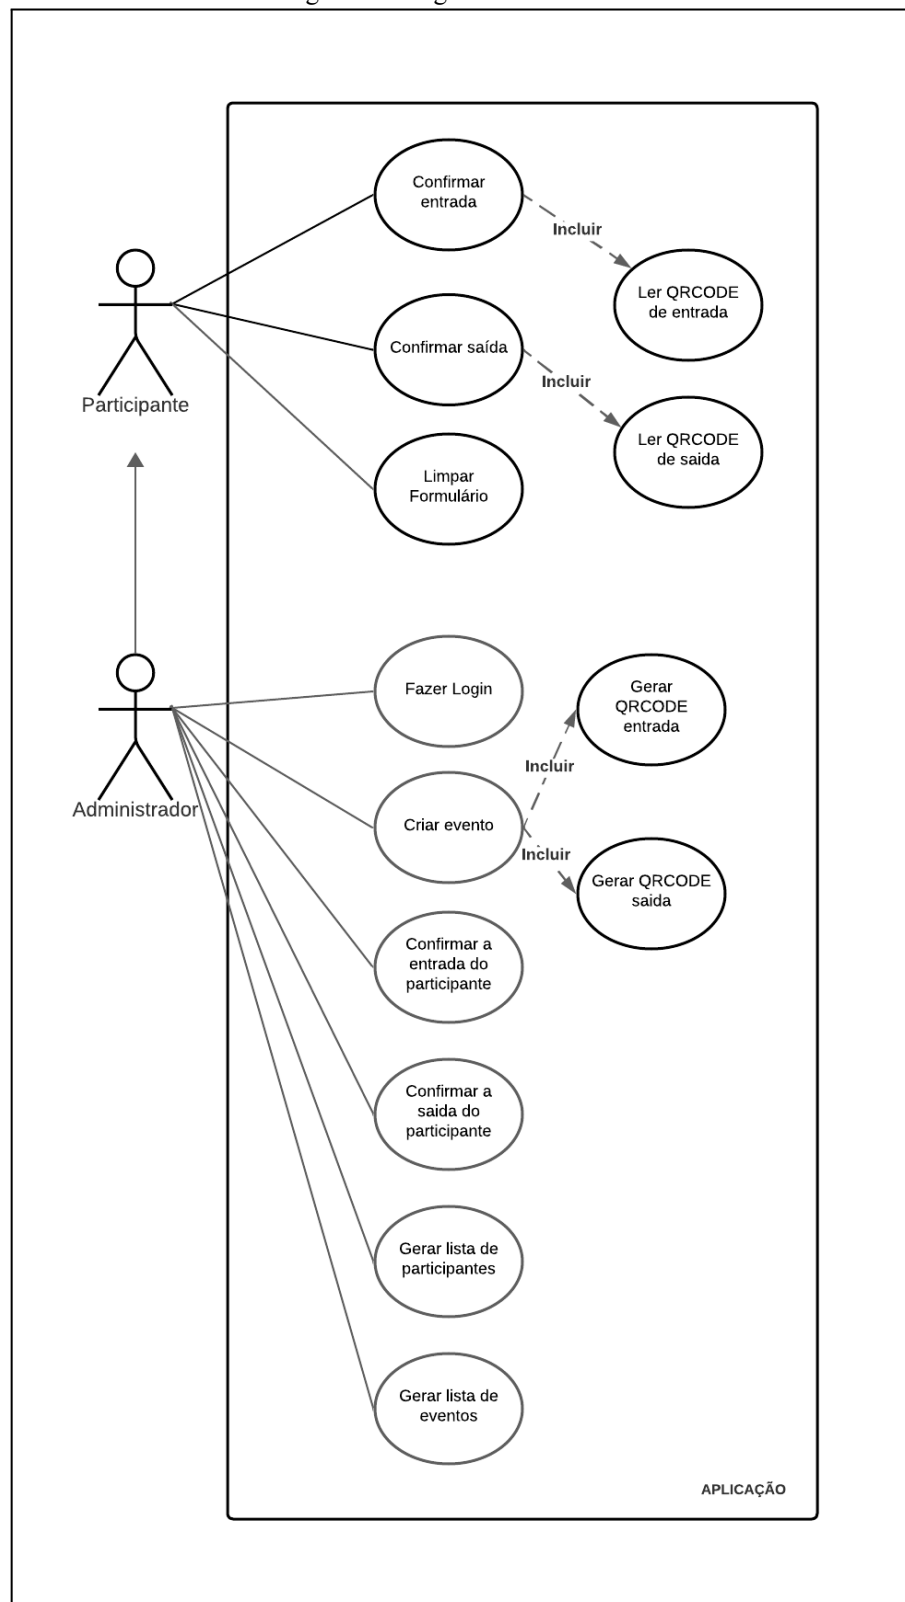 Confirmar
entrada
Incluir
Ler QRCODE
de entrada
Participante
Confirmar saída
Incluir
Ler QRCODE
de saida
Limpar
Formulário
Administrador
Fazer Login
Gerar
QRCODE
entrada
Incluir
Criar evento
Incluir
Gerar QRCODE
saida
Confirmar a
entrada do
participante
Confirmar a
saida do
participante
Gerar lista de
participantes
Gerar lista de
eventos
APLICAÇÃO